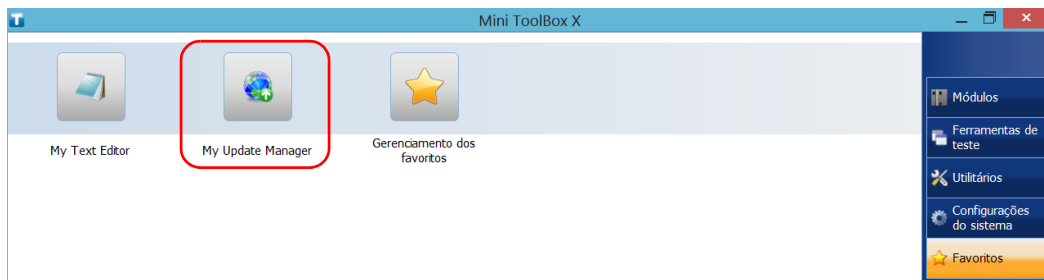 Mini ToolBox X
My Text Editor
My Update Manager
Gerenciamento dos
favoritos
Módulos
Ferramentas de
teste
Utilitários
Configurações
do sistema
Favoritos